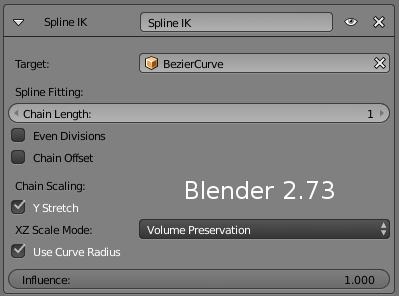 Spline IK Spline IK
Target: BezierCurve
Spline Fitting:
Chain Length: 1
Even Divisions
Chain Offset
Chain Scaling:
Blender 2.73
Y Stretch
XZ Scale Mode: Volume Preservation
Use Curve Radius
Influence: 1.000